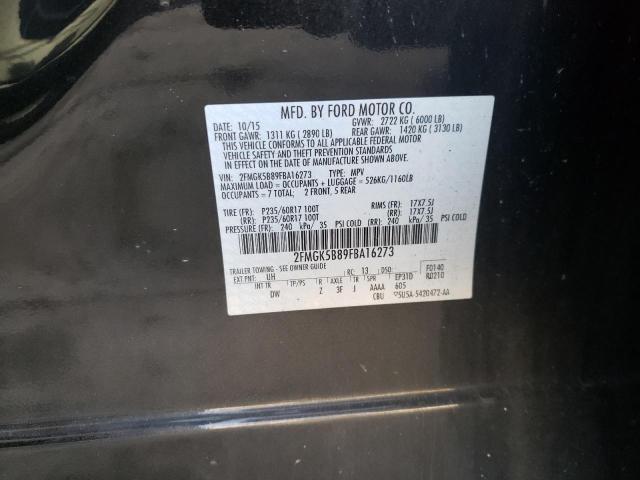 MFD. BY FORD MOTOR CO.
10/15 GVWR: 2722 KG ( 6000 LB)
FRONT GAWR: 1311 KG ( 2890 LB) REAR GAWR: 1420 KG ( 3130 LB)
THIS VEHICLE CONFORMS TO ALL APPLICABLE FEDERAL MOTOR
VEHICLE SAFETY AND THEFT PREVENTION STANDARDS
IN EFFECT ON THE DATE OF MANUFACTURE SHOWN ABOVE.
VIN: 2FMGK5B89FBA16273 TYPE: MPV
MAXIMUM LOAD = OCCUPANTS + LUGGAGE = 526KG/1160LB
OCCUPANTS = 7 TOTAL; 2 FRONT, 5 REAR
TIRE (FR): P235/60R17 100T RIMS (FR): 17X7.5J
(RR): P235/60R17 100T (RR): 17X7.5J
PRESSURE (FR): 240 kPa/ 35 PSI COLD (RR): 240 kPa/ 35 PSI COLD
2FMGK5B89FBA16273
TRAILER TOWING - SEE OWNER GUIDE F0140
EXT PNT: UH RC: 13 DSO: EP31D R0210
INT TR TP/PS R AXLE TR SPR
DW Z 3F J AAAA 605
CBU 5U5A-5420472-AA